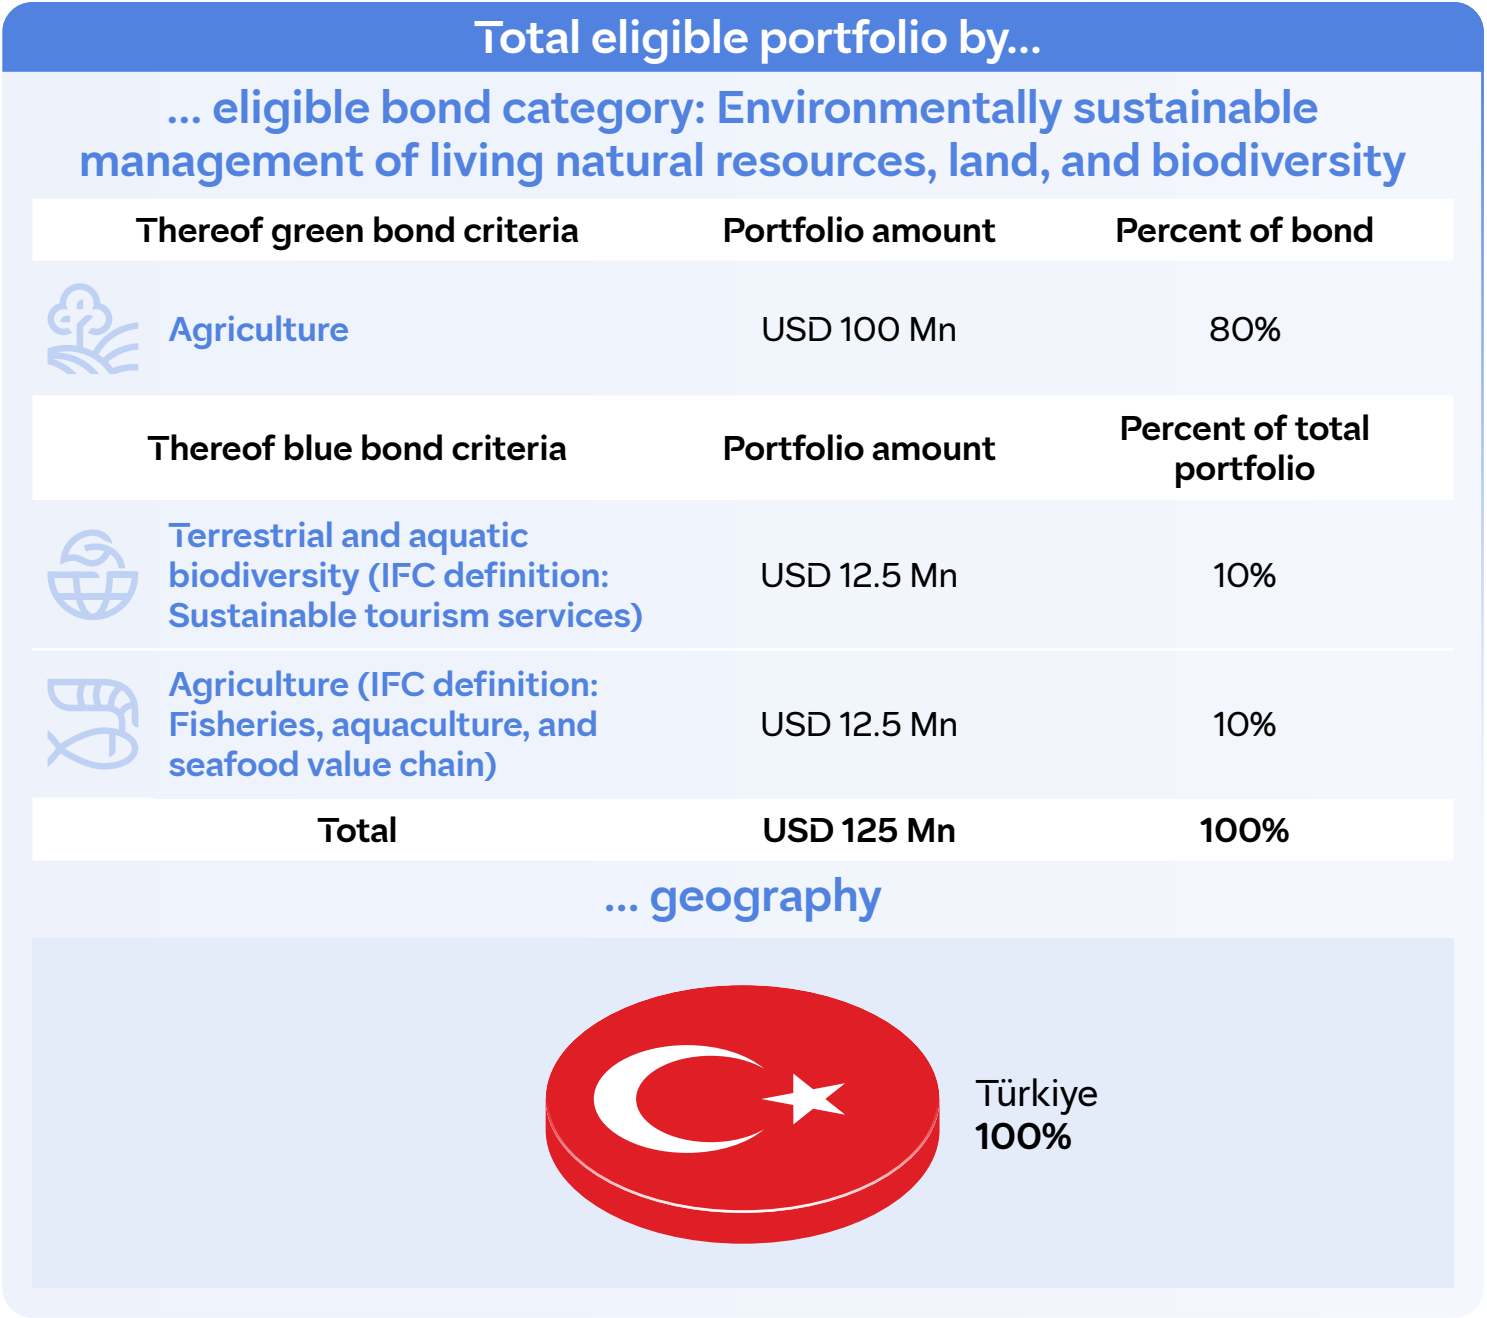 Total eligible portfolio by...
... eligible bond category: Environmentally sustainable
management of living natural resources, land, and biodiversity
Thereof green bond criteria Portfolio amount Percent of bond
Agriculture USD 100 Mn 80%
Thereof blue bond criteria Portfolio amount Percent of total
portfolio
Terrestrial and aquatic
biodiversity (IFC definition: USD 12.5 Mn 10%
Sustainable tourism services)
Agriculture (IFC definition:
Fisheries, aquaculture, and USD 12.5 Mn 10%
seafood value chain)
Total USD 125 Mn 100%
... geography
Türkiye
100%